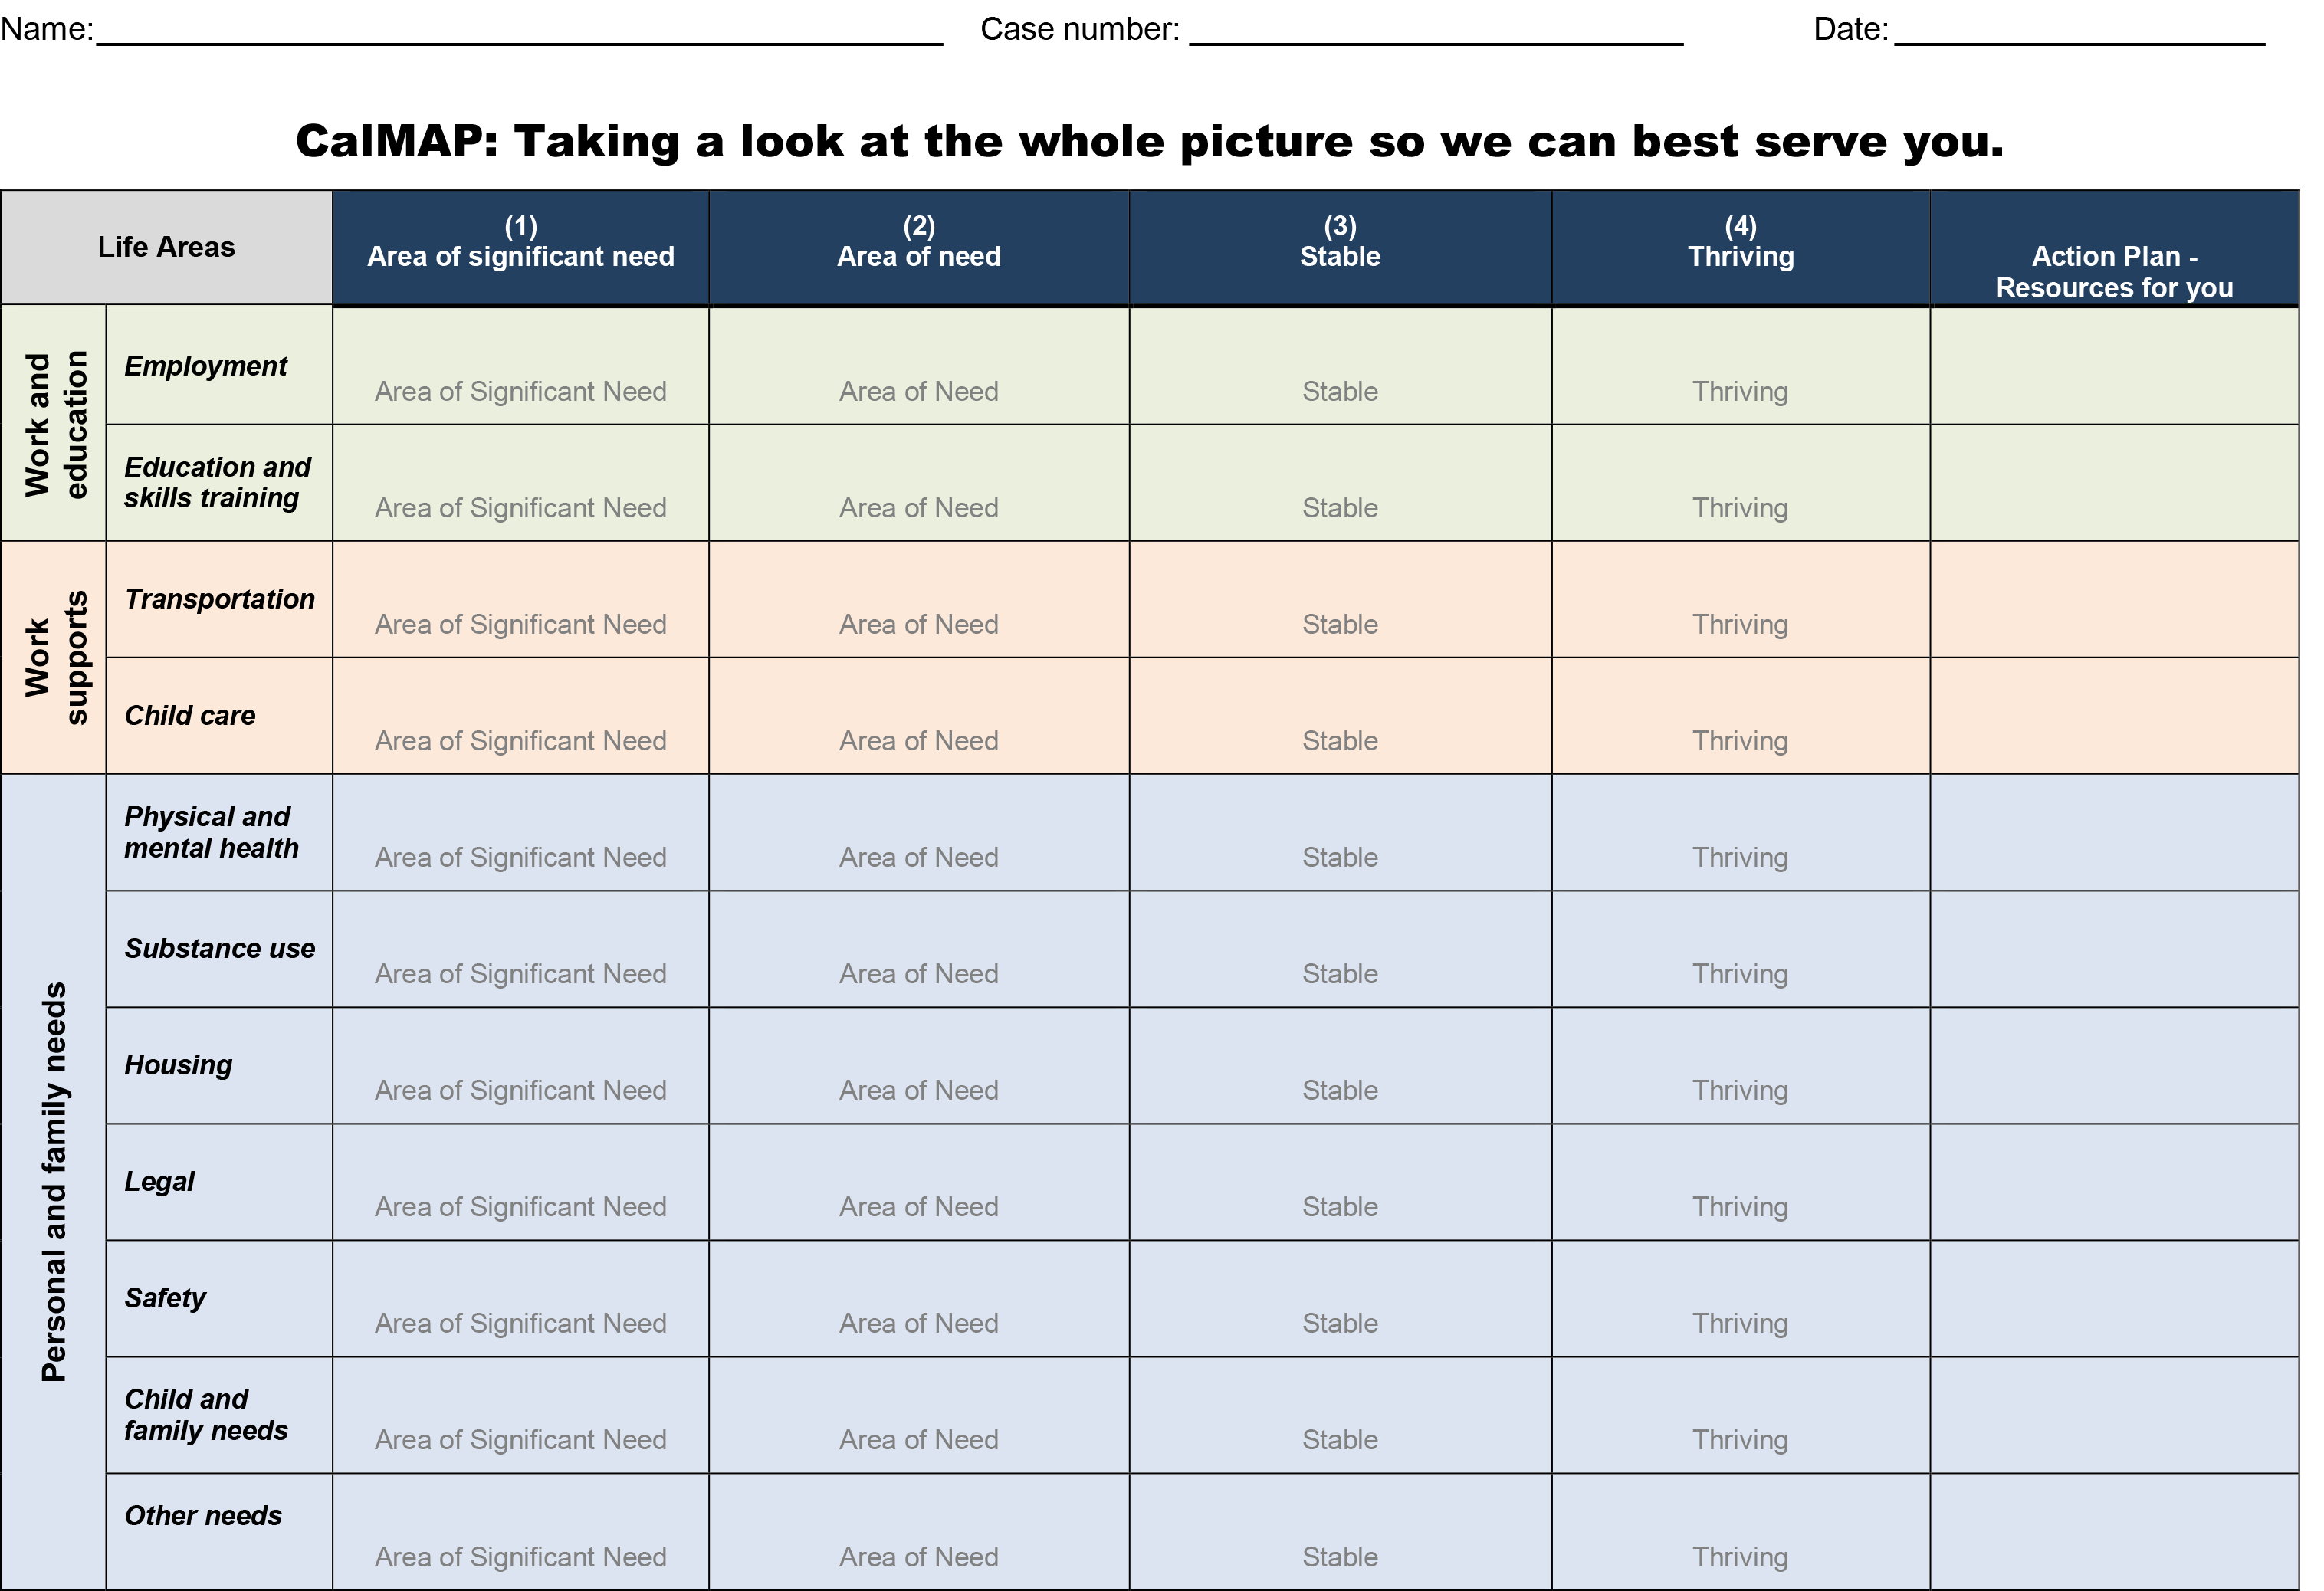 Name: Case number: Date:
CalMAP: Taking a look at the whole picture so we can best serve you.
Life Areas
(1)
Area of significant need
(2)
Area of need
(3)
Stable
(4)
Thriving
Action Plan -
Resources for you
Work and
education
Employment
Area of Significant Need
Area of Need
Stable
Thriving
Education and
skills training
Area of Significant Need
Area of Need
Stable
Thriving
Work
supports
Transportation
Area of Significant Need
Area of Need
Stable
Thriving
Child care
Area of Significant Need
Area of Need
Stable
Thriving
Personal and family needs
Physical and
mental health
Area of Significant Need
Area of Need
Stable
Thriving
Substance use
Area of Significant Need
Area of Need
Stable
Thriving
Housing
Area of Significant Need
Area of Need
Stable
Thriving
Legal
Area of Significant Need
Area of Need
Stable
Thriving
Safety
Area of Significant Need
Area of Need
Stable
Thriving
Child and
family needs
Area of Significant Need
Area of Need
Stable
Thriving
Other needs
Area of Significant Need
Area of Need
Stable
Thriving